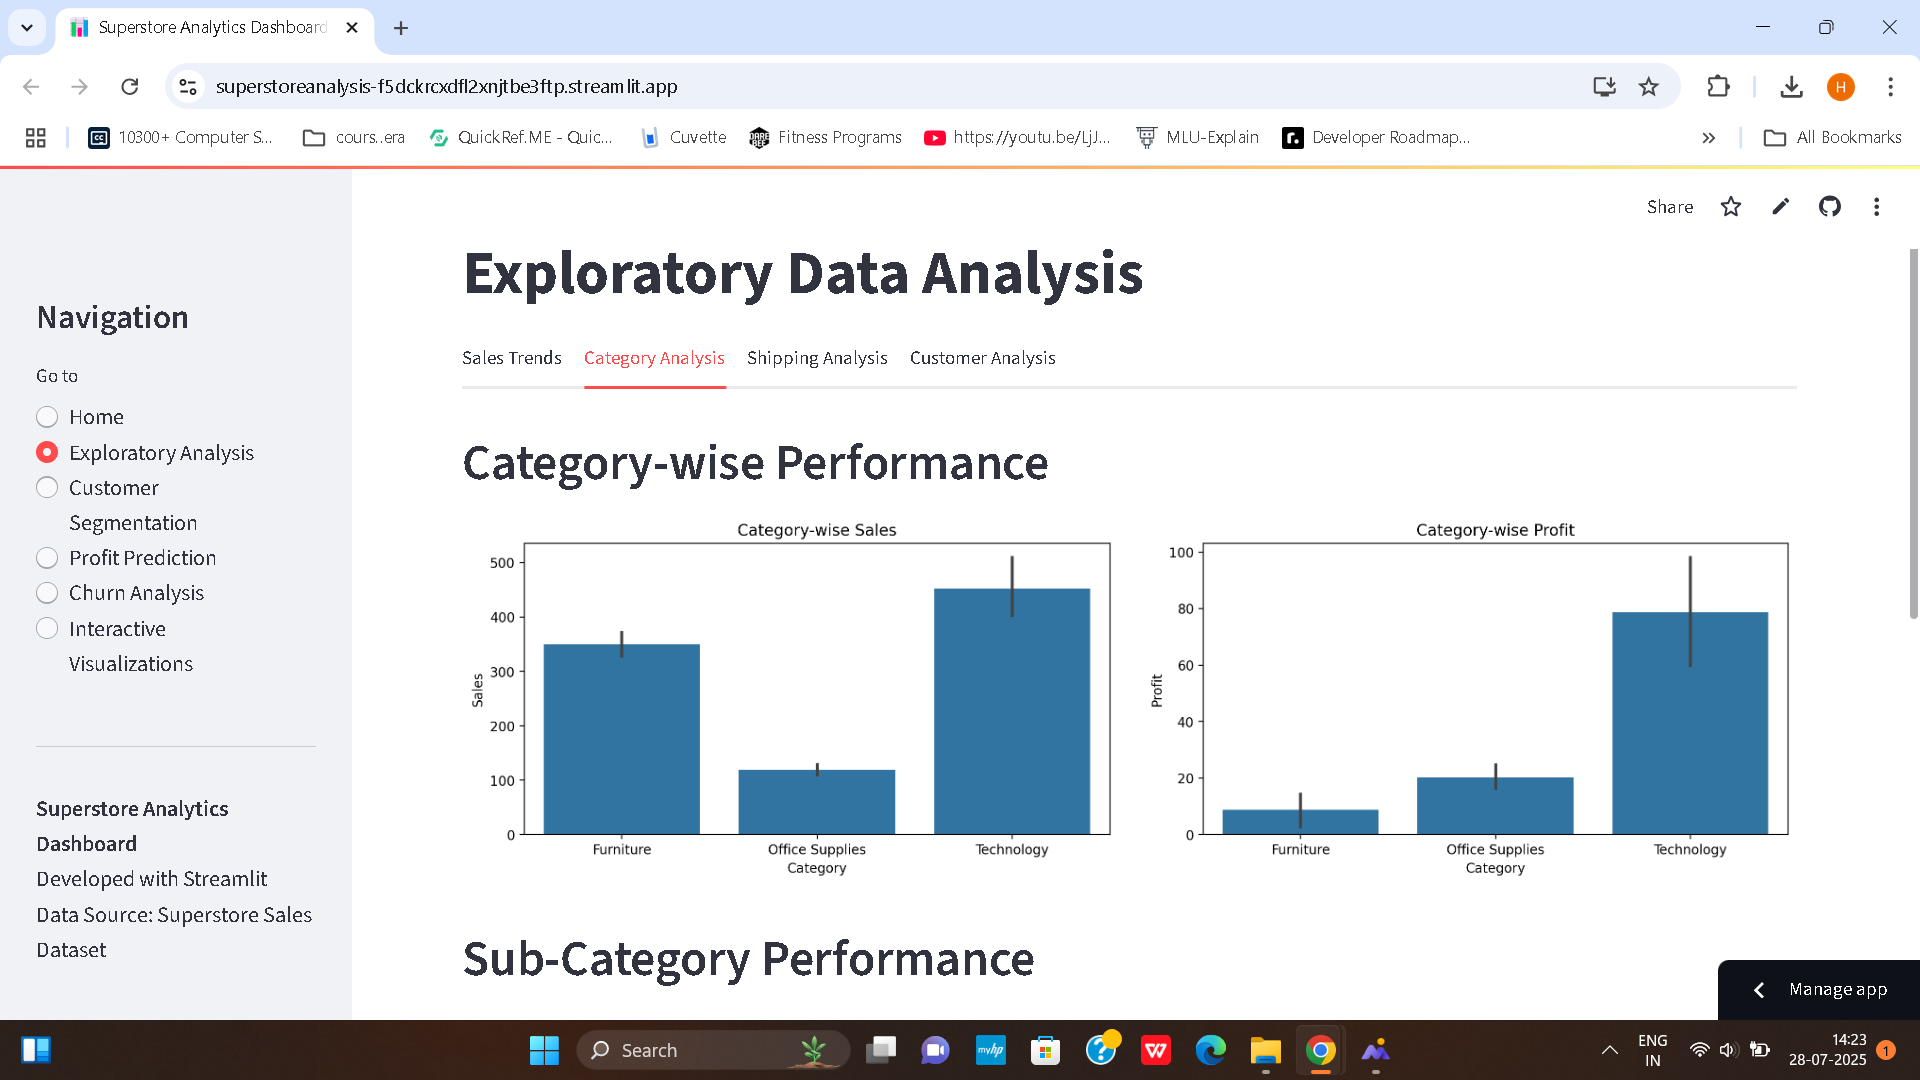 Superstore Analytics Dashboard
superstoreanalysis-f5dckrcxdfl2xnjtbe3ftp.streamlit.app
H
10300+ Computer S...
cours..era
QuickRef.ME - Quic...
Cuvette
Fitness Programs
https://youtu.be/LjJ...
MLU-Explain
Developer Roadmap...
All Bookmarks
Share
Navigation
Go to
Home
Exploratory Analysis
Customer
Segmentation
Profit Prediction
Churn Analysis
Interactive
Visualizations
Superstore Analytics
Dashboard
Developed with Streamlit
Data Source: Superstore Sales
Dataset
Exploratory Data Analysis
Sales Trends
Category Analysis
Shipping Analysis
Customer Analysis
Category-wise Performance
Category-wise Sales
500
400
300
200
100
0
Sales
Furniture
Office Supplies
Technology
Category
Category-wise Profit
100
80
60
40
20
0
Profit
Furniture
Office Supplies
Technology
Category
Sub-Category Performance
Manage app
Search
myhp
ENG
IN
14:23
28-07-2025
1